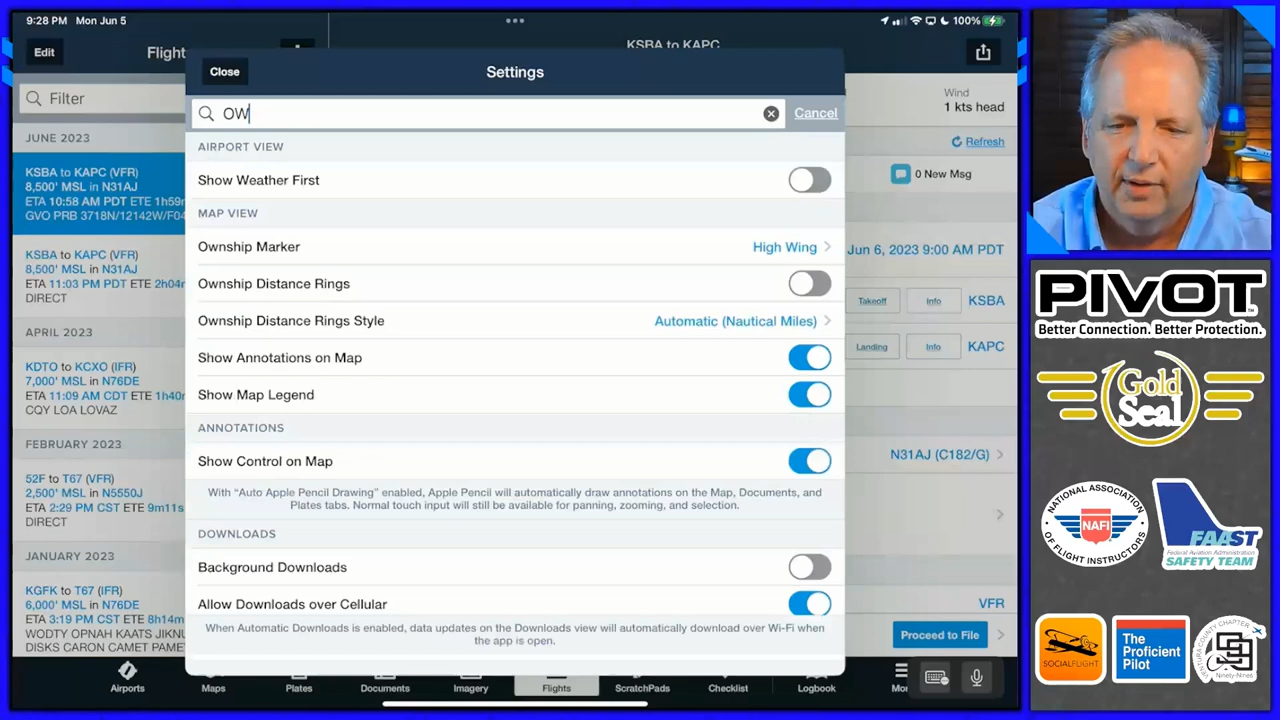 9:28 PM Mon Jun 5
100%
Edit
Flight
KSBA to KAPC
Filter
JUNE 2023
KSBA to KAPC (VFR)
8,500' MSL in N31AJ
ETA 10:58 AM PDT ETE 1h59m
GVO PRB 3718N/12142W/F04
KSBA to KAPC (VFR)
8,500' MSL in N31AJ
ETA 11:03 PM PDT ETE 2h04m
DIRECT
APRIL 2023
KDTO to KCXO (IFR)
7,000' MSL in N76DE
ETA 11:09 AM CDT ETE 1h40
CQY LOA LOVAZ
FEBRUARY 2023
52F to T67 (VFR)
2,500' MSL in N5550J
ETA 2:29 PM CST ETE 9m11s
DIRECT
JANUARY 2023
KGFK to T67 (IFR)
6,000' MSL in N76DE
ETA 3:19 PM CST ETE 8h14m
WODTY OPNAH KAATS JIKNU
DISKS CARON CAMET PAME
Close
Settings
OW
Cancel
AIRPORT VIEW
Show Weather First
MAP VIEW
Ownship Marker
High Wing
Ownship Distance Rings
Ownship Distance Rings Style
Automatic (Nautical Miles)
Show Annotations on Map
Show Map Legend
ANNOTATIONS
Show Control on Map
With “Auto Apple Pencil Drawing” enabled, Apple Pencil will automatically draw annotations on the Map, Documents, and
Plates tabs. Normal touch input will still be available for panning, zooming, and selection.
DOWNLOADS
Background Downloads
Allow Downloads over Cellular
When Automatic Downloads is enabled, data updates on the Downloads view will automatically download over Wi-Fi when
the app is open.
Wind
1 kts head
Refresh
0 New Msg
Jun 6, 2023 9:00 AM PDT
Takeoff
Info
KSBA
Landing
Info
KAPC
N31AJ (C182/G)
VFR
Proceed to File
Airports
Maps
Plates
Documents
Imagery
Flights
ScratchPads
Checklist
Logbook
Mo
PIVOT
Better Connection. Better Protection.
Gold
Seal
NATIONAL ASSOCIATION
NAFI
OF FLIGHT INSTRUCTORS
FAAST
Federal Aviation Administration
SAFETY TEAM
SOCIALFLIGHT
The
Proficient
Pilot
VENTURA COUNTY CHAPTER
99
Ninety-Nines